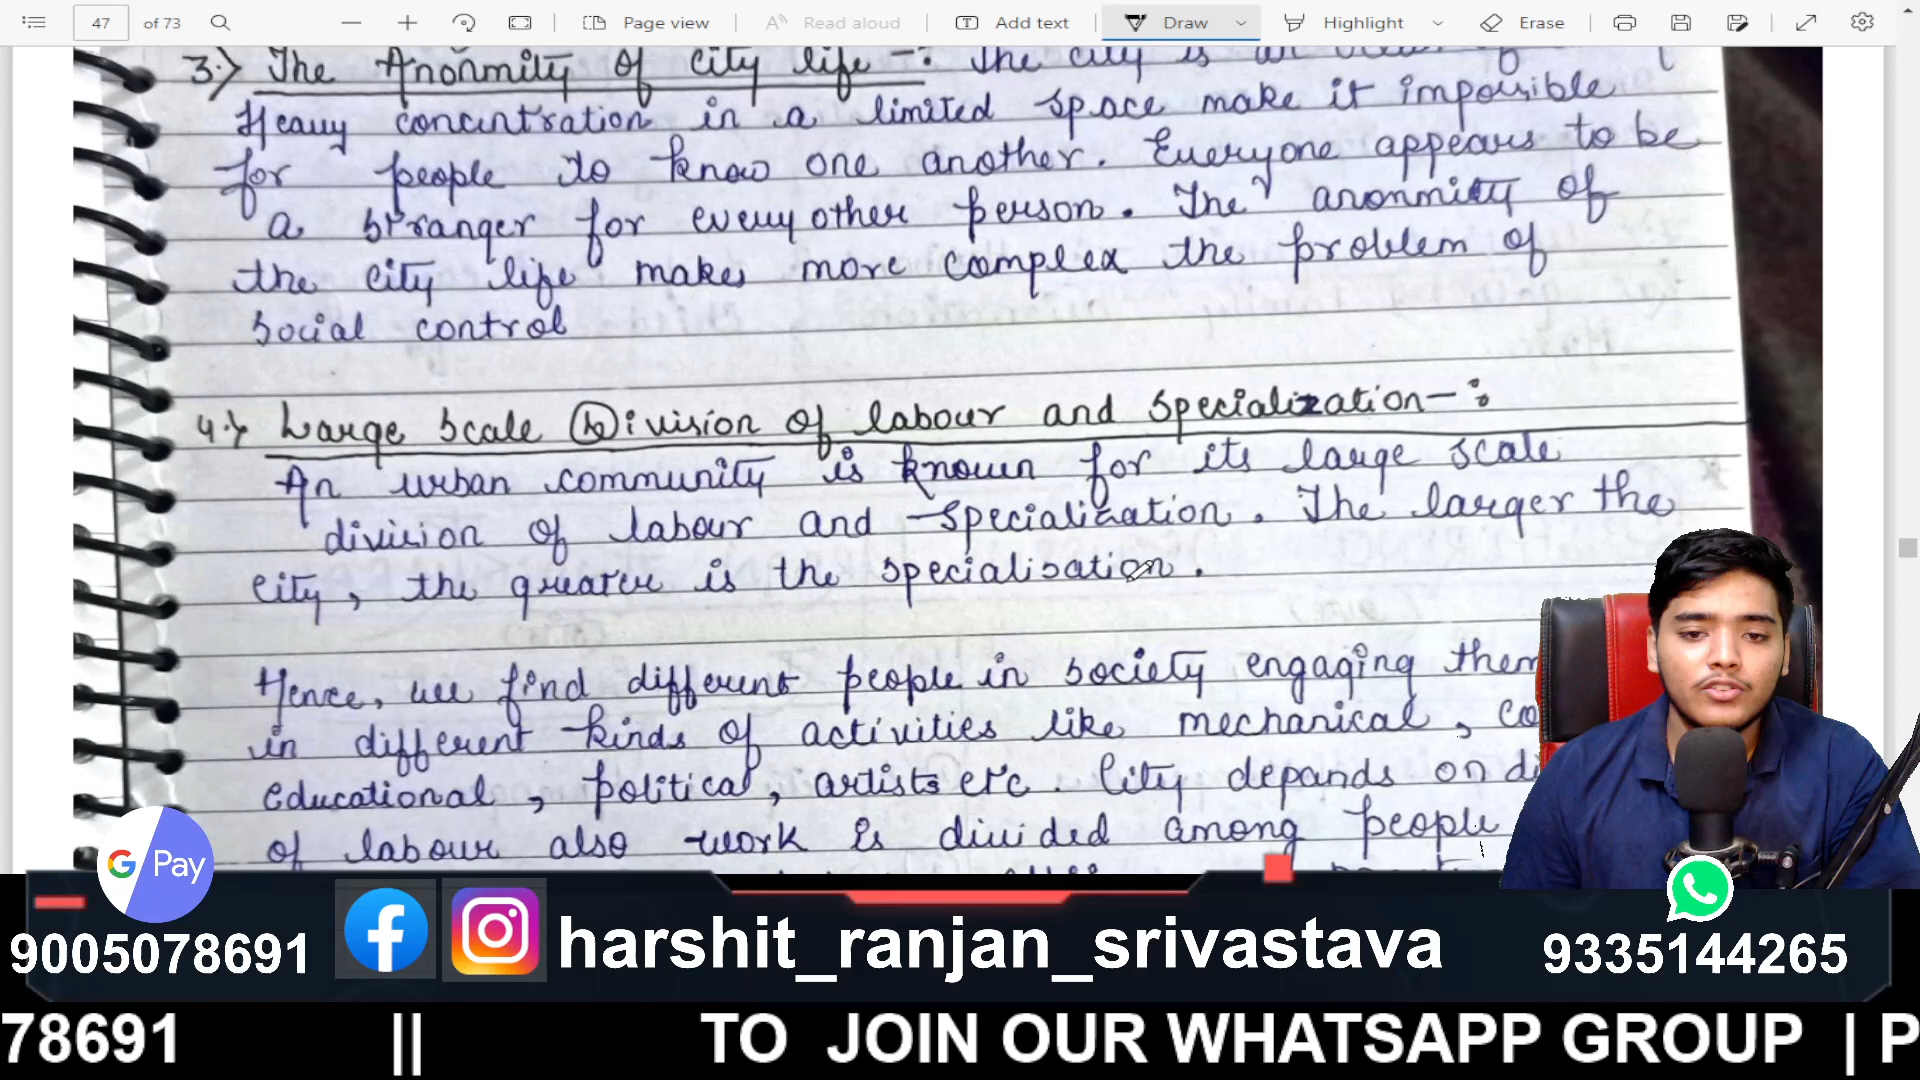 47 of 73 Page view Read aloud Add text Draw Highlight Erase
3.) The Anonmity of city life -: The city is an
Heavy concentration in a limited space make it impossible
for people to know one another. Everyone appears to be
a stranger for every other person. The anonmity of
the city life makes more complex the problem of
social control
4.) Large Scale Division of labour and Specialization-:
An urban community is known for its large scale
division of labour and specialization. The larger the
city, the greater is the specialisation.
Hence, we find different people in society engaging them
in different kinds of activities like mechanical, co
educational, political, artists etc. City depands on di
of labour also work is divided among people
G Pay
9005078691 harshit_ranjan_srivastava 9335144265
78691 || TO JOIN OUR WHATSAPP GROUP | P